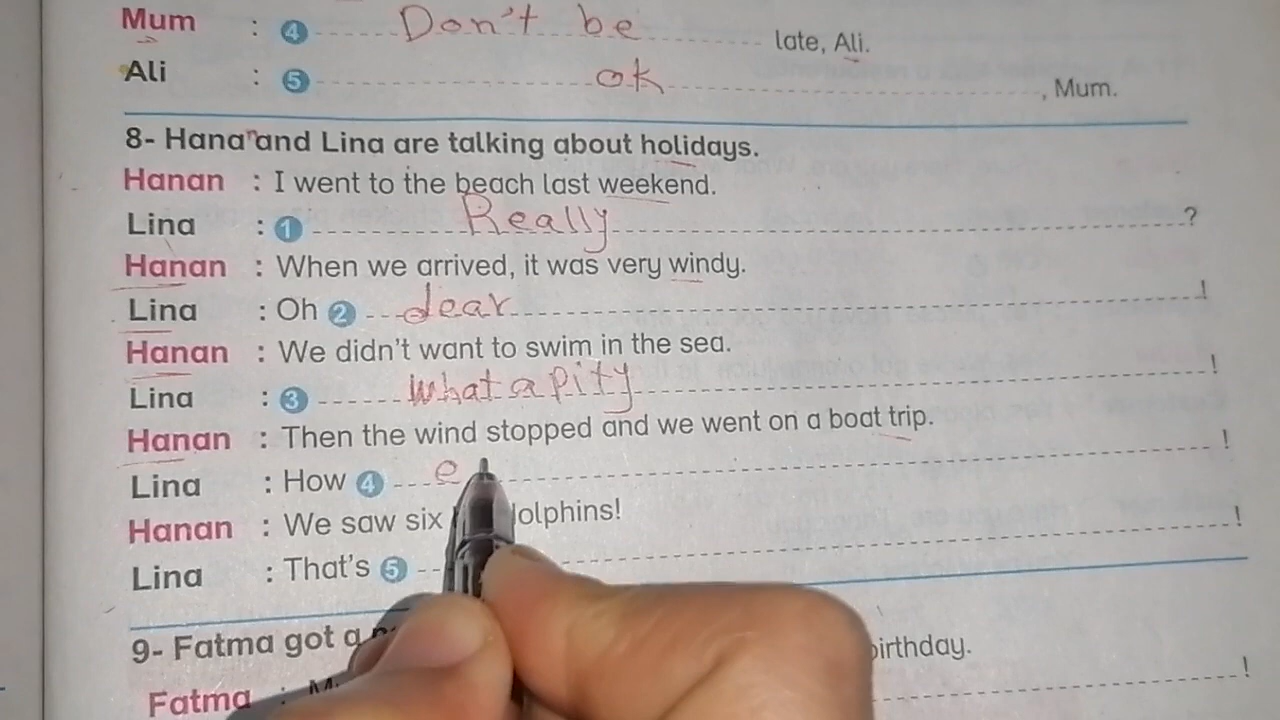 Mum : 4 Don't be late, Ali.
Ali : 5 ok , Mum.
8- Hanan and Lina are talking about holidays.
Hanan : I went to the beach last weekend.
Lina : 1 Really ?
Hanan : When we arrived, it was very windy.
Lina : Oh 2 dear !
Hanan : We didn't want to swim in the sea.
Lina : 3 what a pity !
Hanan : Then the wind stopped and we went on a boat trip.
Lina : How 4 e !
Hanan : We saw six dolphins!
Lina : That's 5 !
9- Fatma got a birthday.
Fatma : !